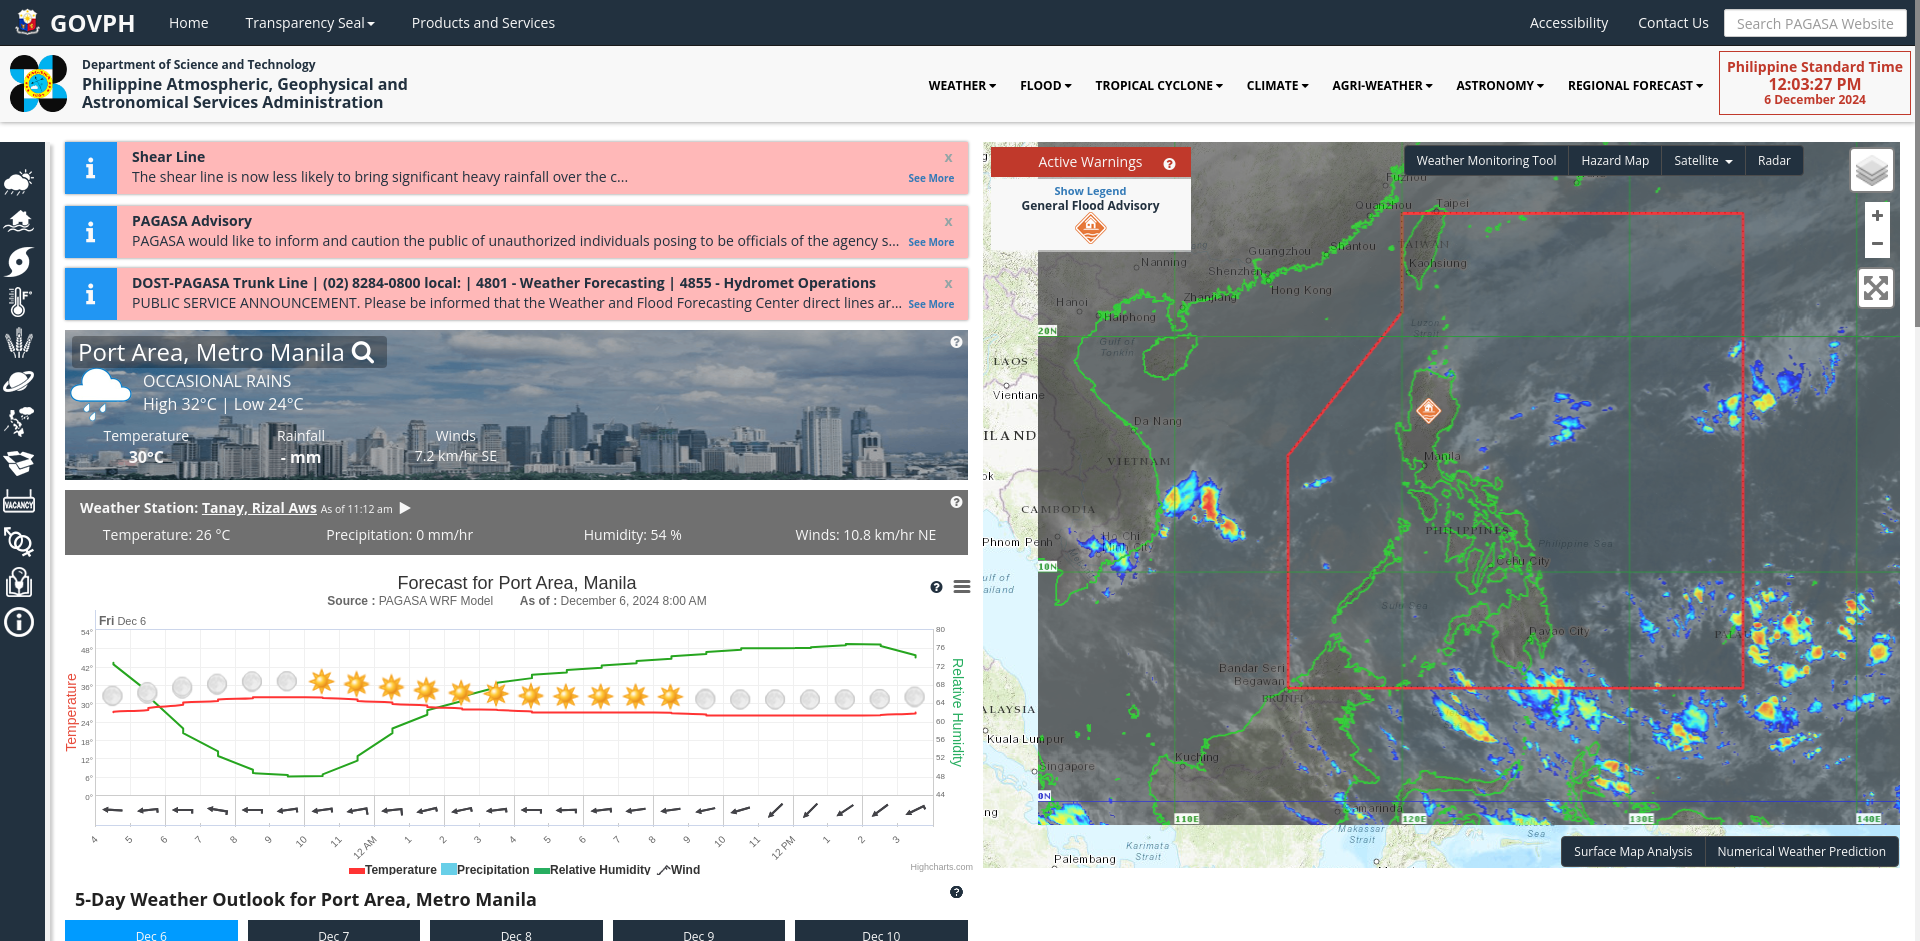 GOVPH
Home
Transparency Seal
Products and Services
Accessibility
Contact Us
Search PAGASA Website
Department of Science and Technology
Philippine Atmospheric, Geophysical and
Astronomical Services Administration
WEATHER
FLOOD
TROPICAL CYCLONE
CLIMATE
AGRI-WEATHER
ASTRONOMY
REGIONAL FORECAST
Philippine Standard Time
12:03:27 PM
6 December 2024
Shear Line
x
The shear line is now less likely to bring significant heavy rainfall over the c...
See More
PAGASA Advisory
x
PAGASA would like to inform and caution the public of unauthorized individuals posing to be officials of the agency s...
See More
DOST-PAGASA Trunk Line | (02) 8284-0800 local: | 4801 - Weather Forecasting | 4855 - Hydromet Operations
x
PUBLIC SERVICE ANNOUNCEMENT. Please be informed that the Weather and Flood Forecasting Center direct lines ar...
See More
VACANCY
Port Area, Metro Manila
OCCASIONAL RAINS
High 32°C | Low 24°C
Temperature
Rainfall
Winds
30°C
- mm
7.2 km/hr SE
Weather Station: Tanay, Rizal Aws As of 11:12 am
Temperature: 26 °C
Precipitation: 0 mm/hr
Humidity: 54 %
Winds: 10.8 km/hr NE
Forecast for Port Area, Manila
Source : PAGASA WRF Model As of : December 6, 2024 8:00 AM
Fri Dec 6
Temperature
54°
48°
42°
36°
30°
24°
18°
12°
6°
0°
80
76
72
68
64
60
56
52
48
44
Relative Humidity
4
5
6
7
8
9
10
11
12 AM
1
2
3
4
5
6
7
8
9
10
11
12 PM
1
2
3
Temperature
Precipitation
Relative Humidity
Wind
Highcharts.com
5-Day Weather Outlook for Port Area, Metro Manila
Dec 6
Dec 7
Dec 8
Dec 9
Dec 10
Active Warnings
Show Legend
General Flood Advisory
Weather Monitoring Tool
Hazard Map
Satellite
Radar
+
−
Fuzhou
Quanzhou
Taipei
Guangzhou
Shantou
TAIWAN
Nanning
Shenzhen
Kaohsiung
Hong Kong
Hanoi
Zhanjiang
Haiphong
Luzon
Strait
20N
Gulf of
Tonkin
LAOS
Vientiane
Da Nang
ILAND
VIETNAM
Manila
ok
CAMBODIA
PHILIPPINES
Phnom Penh
Ho Chi
Minh City
Philippine Sea
Cebu City
10N
ulf of
ailand
Sulu Sea
Davao City
PALAU
Bandar Seri
Begawan
BRUNEI
ALAYSIA
Kuala Lumpur
Kuching
Singapore
0N
ng
Samarinda
110E
120E
130E
140E
Makassar
Strait
Sea
Karimata
Strait
Palembang
Surface Map Analysis
Numerical Weather Prediction